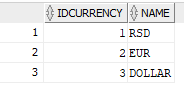 IDCURRENCY NAME
1 1 RSD
2 2 EUR
3 3 DOLLAR